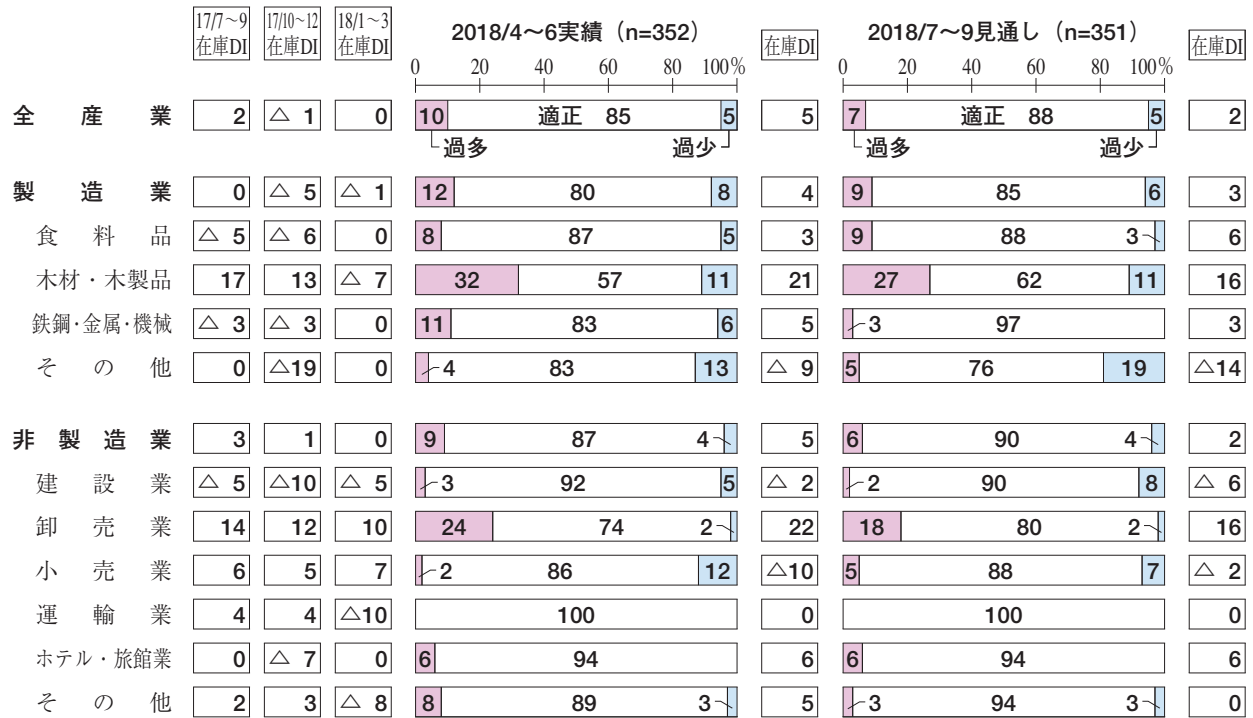 17/7～9 17/10～12 18/1～3 2018/4～6実績（n=352） 2018/7～9見通し（n=351）
在庫DI 在庫DI 在庫DI 在庫DI 在庫DI
0 20 40 60 80 100% 0 20 40 60 80 100%
全産業 2 △1 0 10 適正 85 5 5 7 適正 88 5 2
過多 過少 過多 過少
製造業 0 △5 △1 12 80 8 4 9 85 6 3
食料品 △5 △6 0 8 87 5 3 9 88 3 6
木材・木製品 17 13 △7 32 57 11 21 27 62 11 16
鉄鋼・金属・機械 △3 △3 0 11 83 6 5 3 97 3
その他 0 △19 0 4 83 13 △9 5 76 19 △14
非製造業 3 1 0 9 87 4 5 6 90 4 2
建設業 △5 △10 △5 3 92 5 △2 2 90 8 △6
卸売業 14 12 10 24 74 2 22 18 80 2 16
小売業 6 5 7 2 86 12 △10 5 88 7 △2
運輸業 4 4 △10 100 0 100 0
ホテル・旅館業 0 △7 0 6 94 6 6 94 6
その他 2 3 △8 8 89 3 5 3 94 3 0